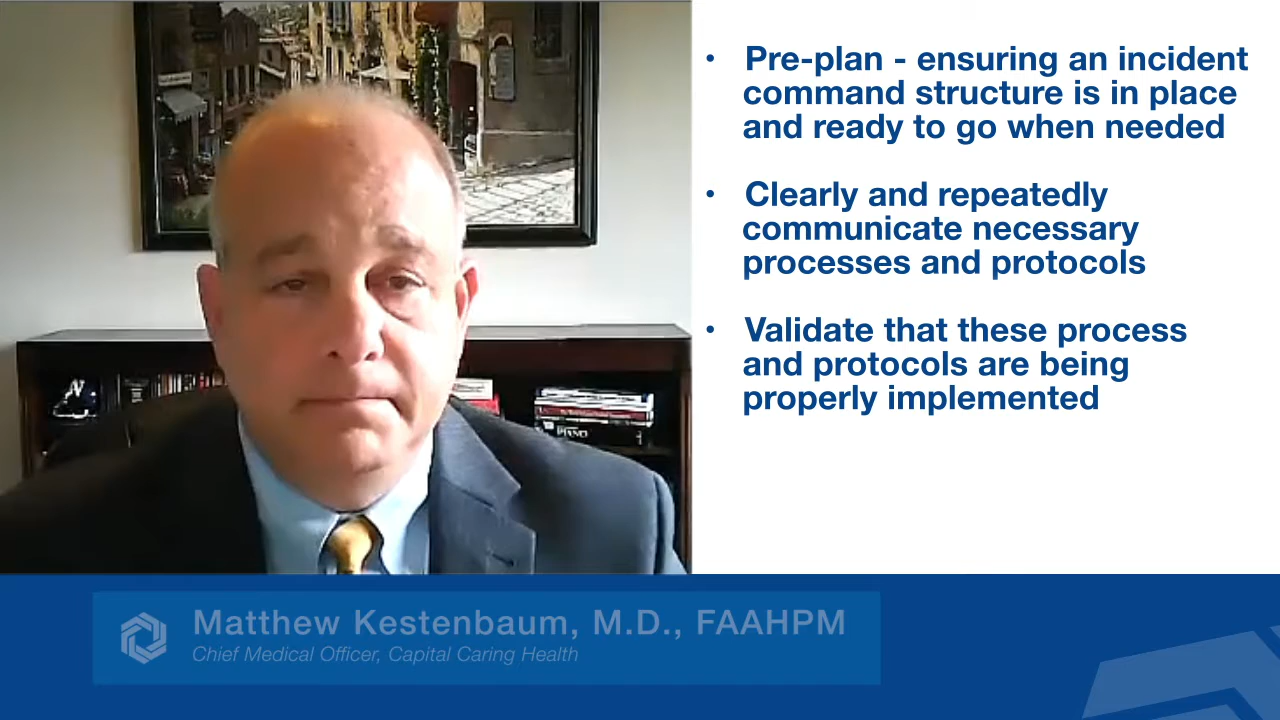 • Pre-plan - ensuring an incident
command structure is in place
and ready to go when needed
• Clearly and repeatedly
communicate necessary
processes and protocols
• Validate that these process
and protocols are being
properly implemented
PIANO
Matthew Kestenbaum, M.D., FAAHPM
Chief Medical Officer, Capital Caring Health